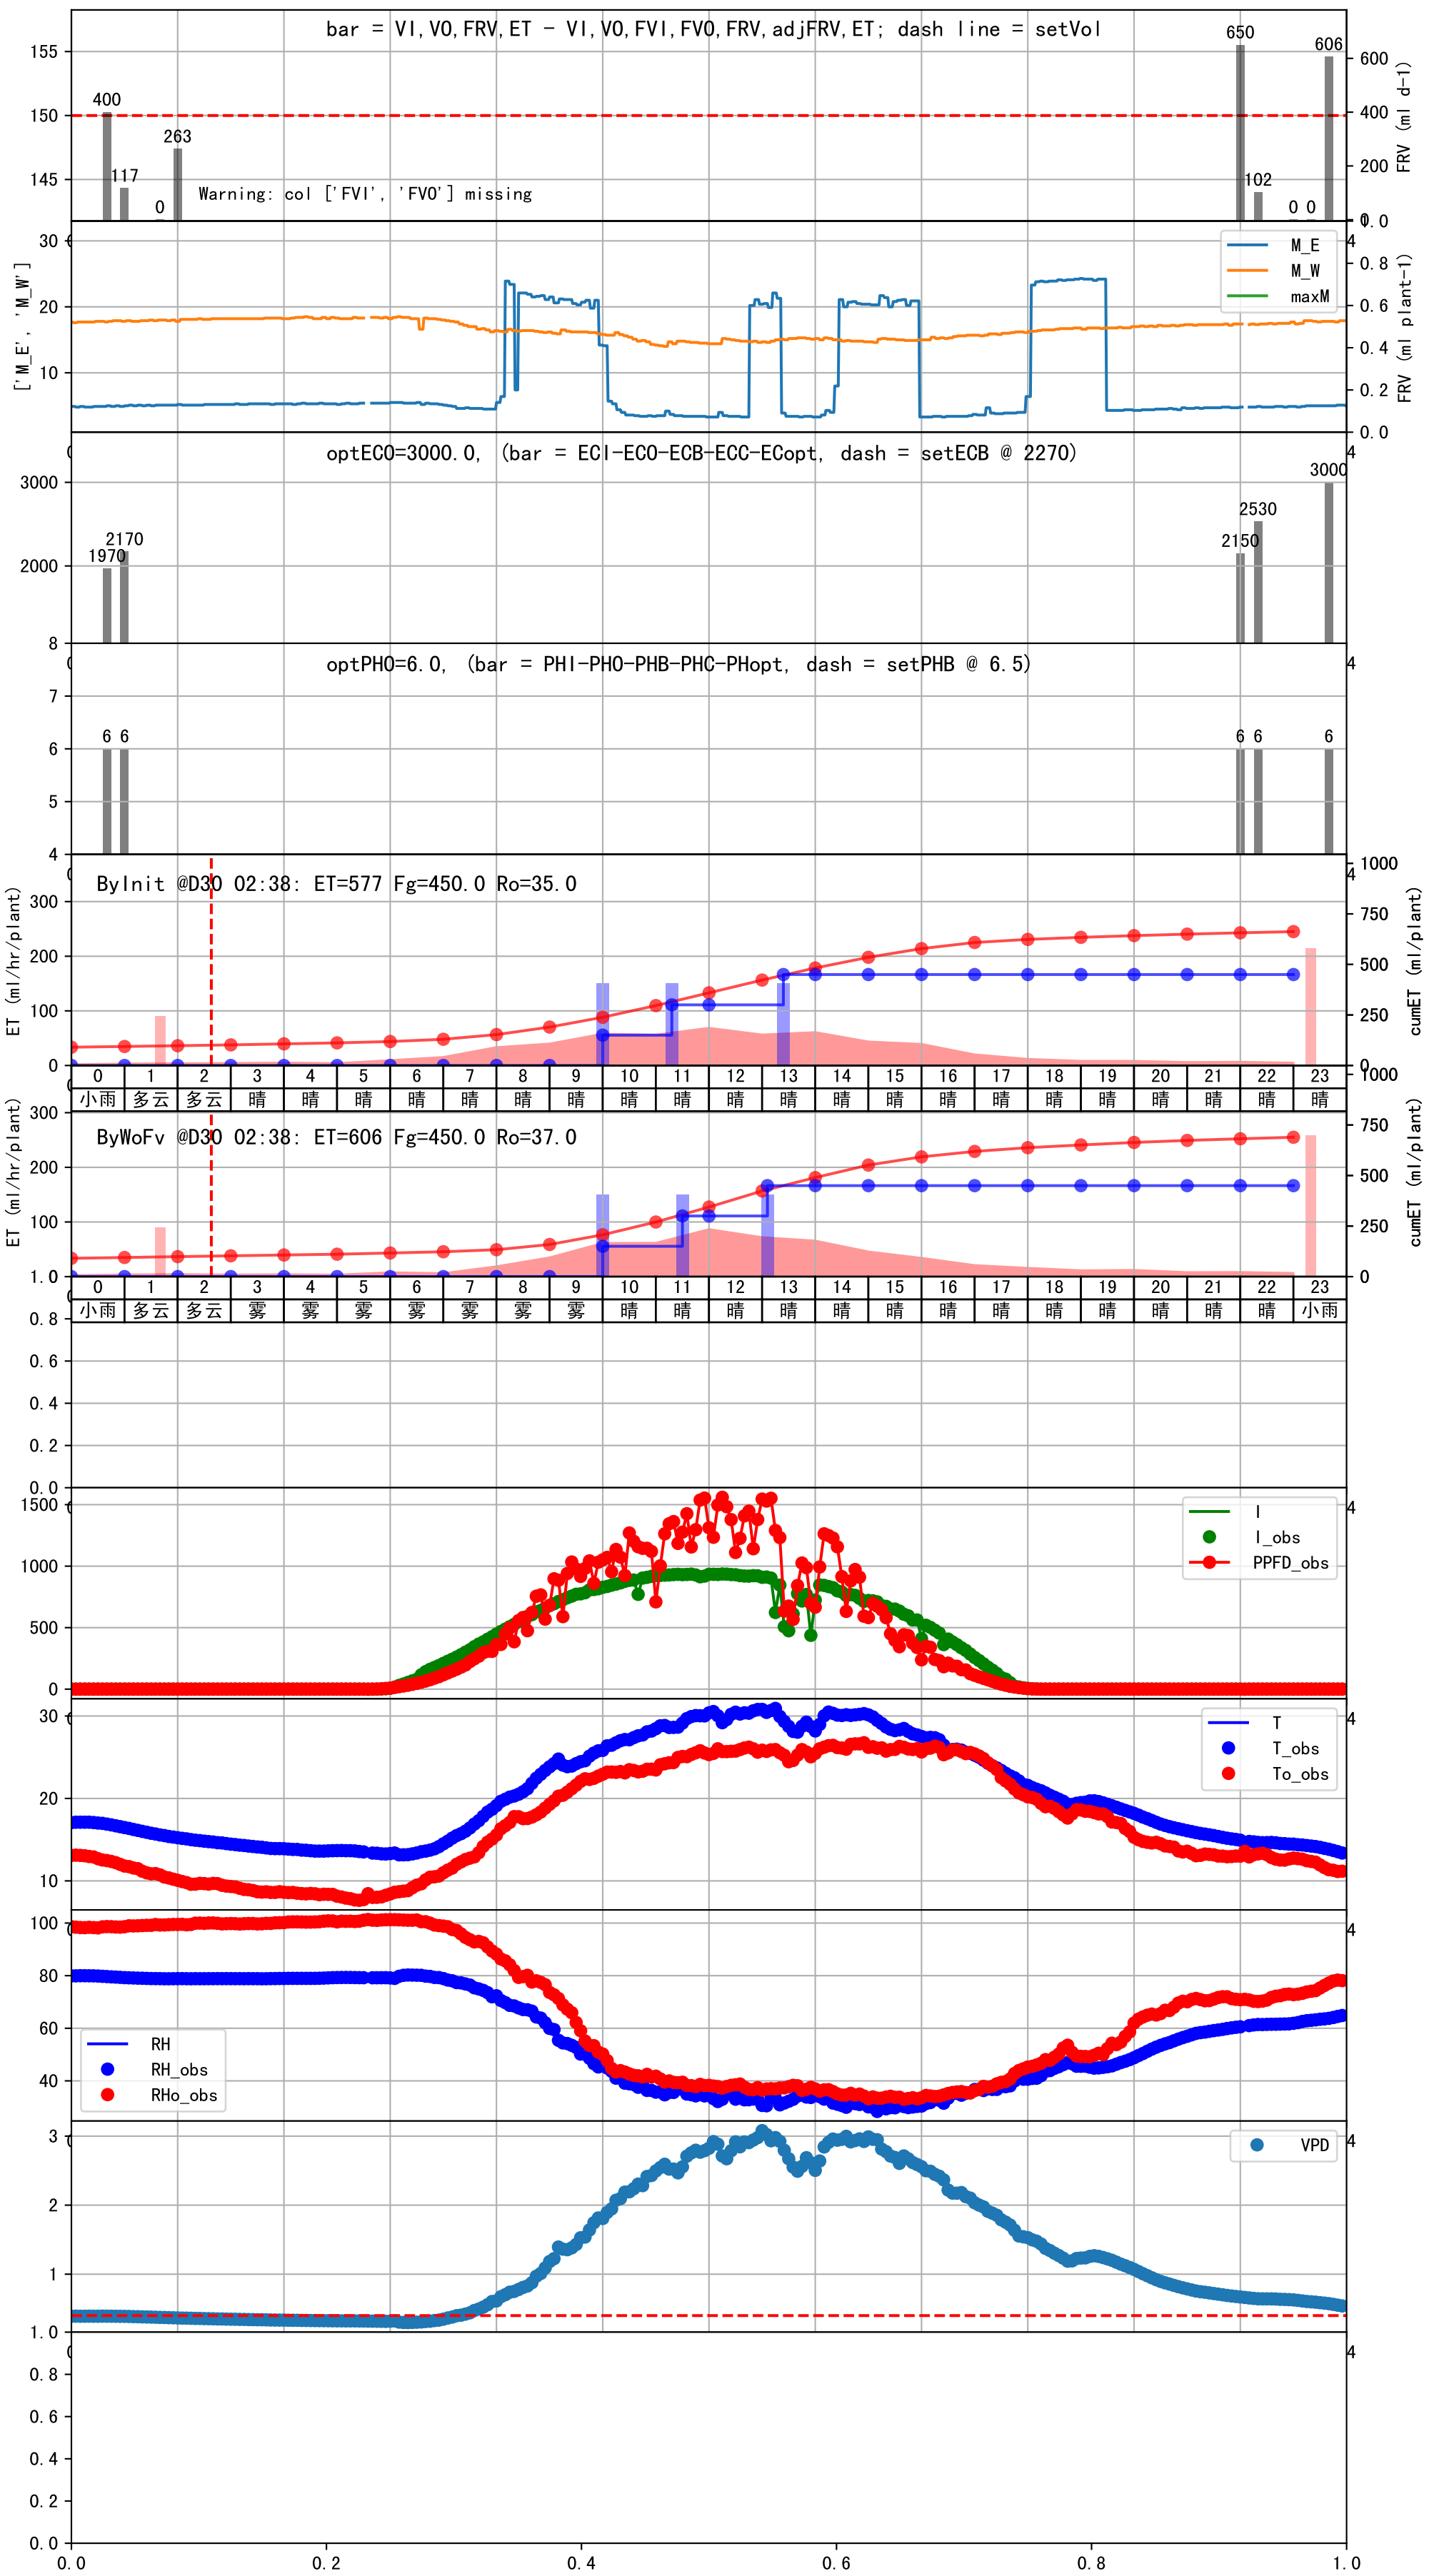 bar = VI,VO,FRV,ET - VI,VO,FVI,FVO,FRV,adjFRV,ET; dash line = setVol
155
150
145
400
117
0
263
650
102
0
0
606
Warning: col ['FVI', 'FVO'] missing
600
400
200
0
FRV (ml d-1)
30
20
10
['M_E', 'M_W']
M_E
M_W
maxM
1.0
0.8
0.6
0.4
0.2
0.0
FRV (ml plant-1)
optECO=3000.0, (bar = ECI-ECO-ECB-ECC-ECopt, dash = setECB @ 2270)
3000
2000
1970
2170
2150
2530
3000
optPHO=6.0, (bar = PHI-PHO-PHB-PHC-PHopt, dash = setPHB @ 6.5)
8
7
6
5
4
6
6
6
6
6
ByInit @D30 02:38: ET=577 Fg=450.0 Ro=35.0
300
200
100
0
ET (ml/hr/plant)
1000
750
500
250
0
cumET (ml/plant)
0 1 2 3 4 5 6 7 8 9 10 11 12 13 14 15 16 17 18 19 20 21 22 23
小雨 多云 多云 晴 晴 晴 晴 晴 晴 晴 晴 晴 晴 晴 晴 晴 晴 晴 晴 晴 晴 晴 晴 晴
ByWoFv @D30 02:38: ET=606 Fg=450.0 Ro=37.0
300
200
100
ET (ml/hr/plant)
1000
750
500
250
0
cumET (ml/plant)
0 1 2 3 4 5 6 7 8 9 10 11 12 13 14 15 16 17 18 19 20 21 22 23
小雨 多云 多云 雾 雾 雾 雾 雾 雾 雾 晴 晴 晴 晴 晴 晴 晴 晴 晴 晴 晴 晴 晴 小雨
1.0
0.8
0.6
0.4
0.2
0.0
1500
1000
500
0
I
I_obs
PPFD_obs
30
20
10
T
T_obs
To_obs
100
80
60
40
RH
RH_obs
RHo_obs
3
2
1
VPD
1.0
0.8
0.6
0.4
0.2
0.0
0.0 0.2 0.4 0.6 0.8 1.0